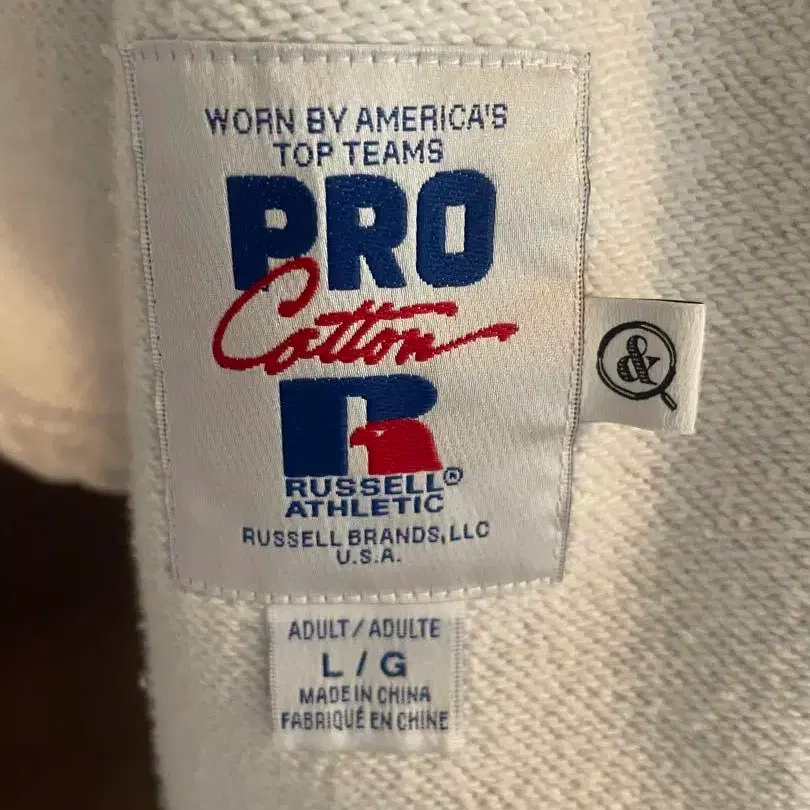 WORN BY AMERICA'S
TOP TEAMS
PRO
Cotton
R
RUSSELL®
ATHLETIC
RUSSELL BRANDS, LLC
U.S.A.
&
ADULT / ADULTE
L / G
MADE IN CHINA
FABRIQUÉ EN CHINE